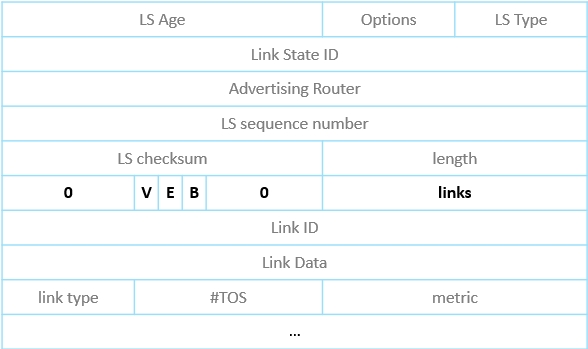 LS Age Options LS Type
Link State ID
Advertising Router
LS sequence number
LS checksum length
0 V E B 0 links
Link ID
Link Data
link type #TOS metric
...